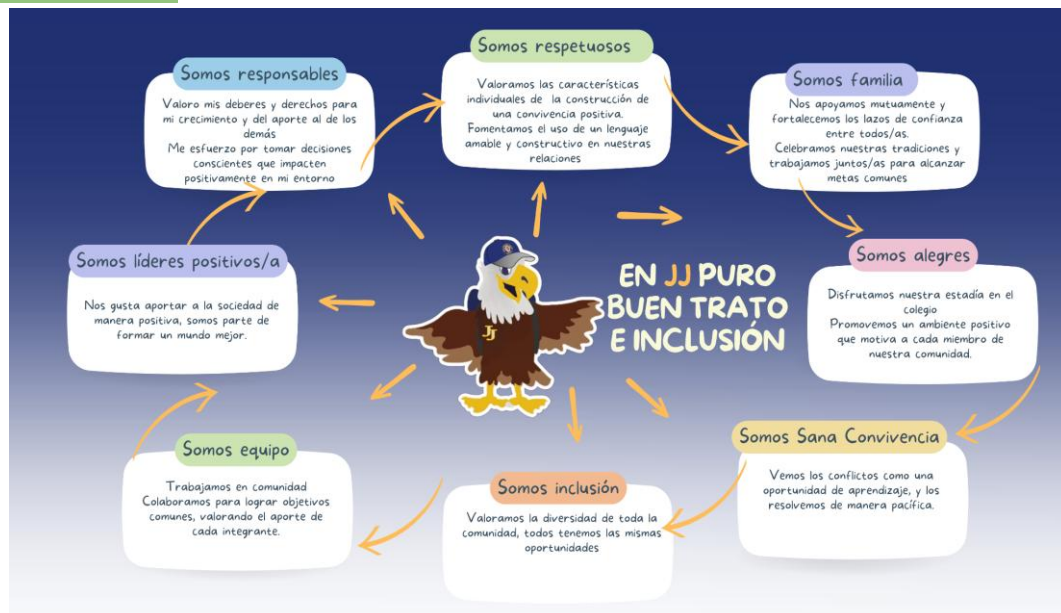 Somos respetuosos
Valoramos las características
individuales de la construcción de
una convivencia positiva.
Fomentamos el uso de un lenguaje
amable y constructivo en nuestras
relaciones
Somos familia
Nos apoyamos mutuamente y
fortalecemos los lazos de confianza
entre todos/as.
Celebramos nuestras tradiciones y
trabajamos juntos/as para alcanzar
metas comunes
Somos alegres
Disfrutamos nuestra estadía en el
colegio
Promovemos un ambiente positivo
que motiva a cada miembro de
nuestra comunidad.
Somos Sana Convivencia
Vemos los conflictos como una
oportunidad de aprendizaje, y los
resolvemos de manera pacífica.
Somos inclusión
Valoramos la diversidad de toda la
comunidad, todos tenemos las mismas
oportunidades
Somos equipo
Trabajamos en comunidad
Colaboramos para lograr objetivos
comunes, valorando el aporte de
cada integrante.
Somos líderes positivos/a
Nos gusta aportar a la sociedad de
manera positiva, somos parte de
formar un mundo mejor.
Somos responsables
Valoro mis deberes y derechos para
mi crecimiento y del aporte al de los
demás
Me esfuerzo por tomar decisiones
conscientes que impacten
positivamente en mi entorno
EN JJ PURO
BUEN TRATO
E INCLUSIÓN
JJ